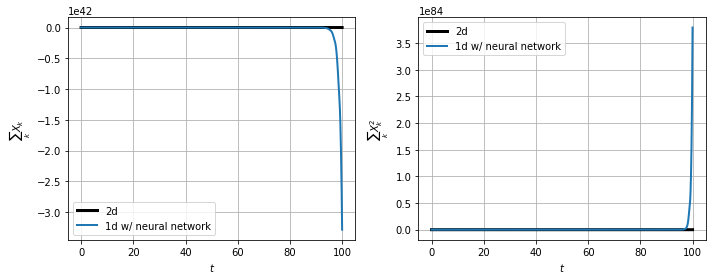 1e42
0.0
−0.5
−1.0
−1.5
−2.0
−2.5
−3.0
∑ₖ Xₖ
2d
1d w/ neural network
0 20 40 60 80 100
t
1e84
3.5
3.0
2.5
2.0
1.5
1.0
0.5
0.0
∑ₖ Xₖ²
2d
1d w/ neural network
0 20 40 60 80 100
t